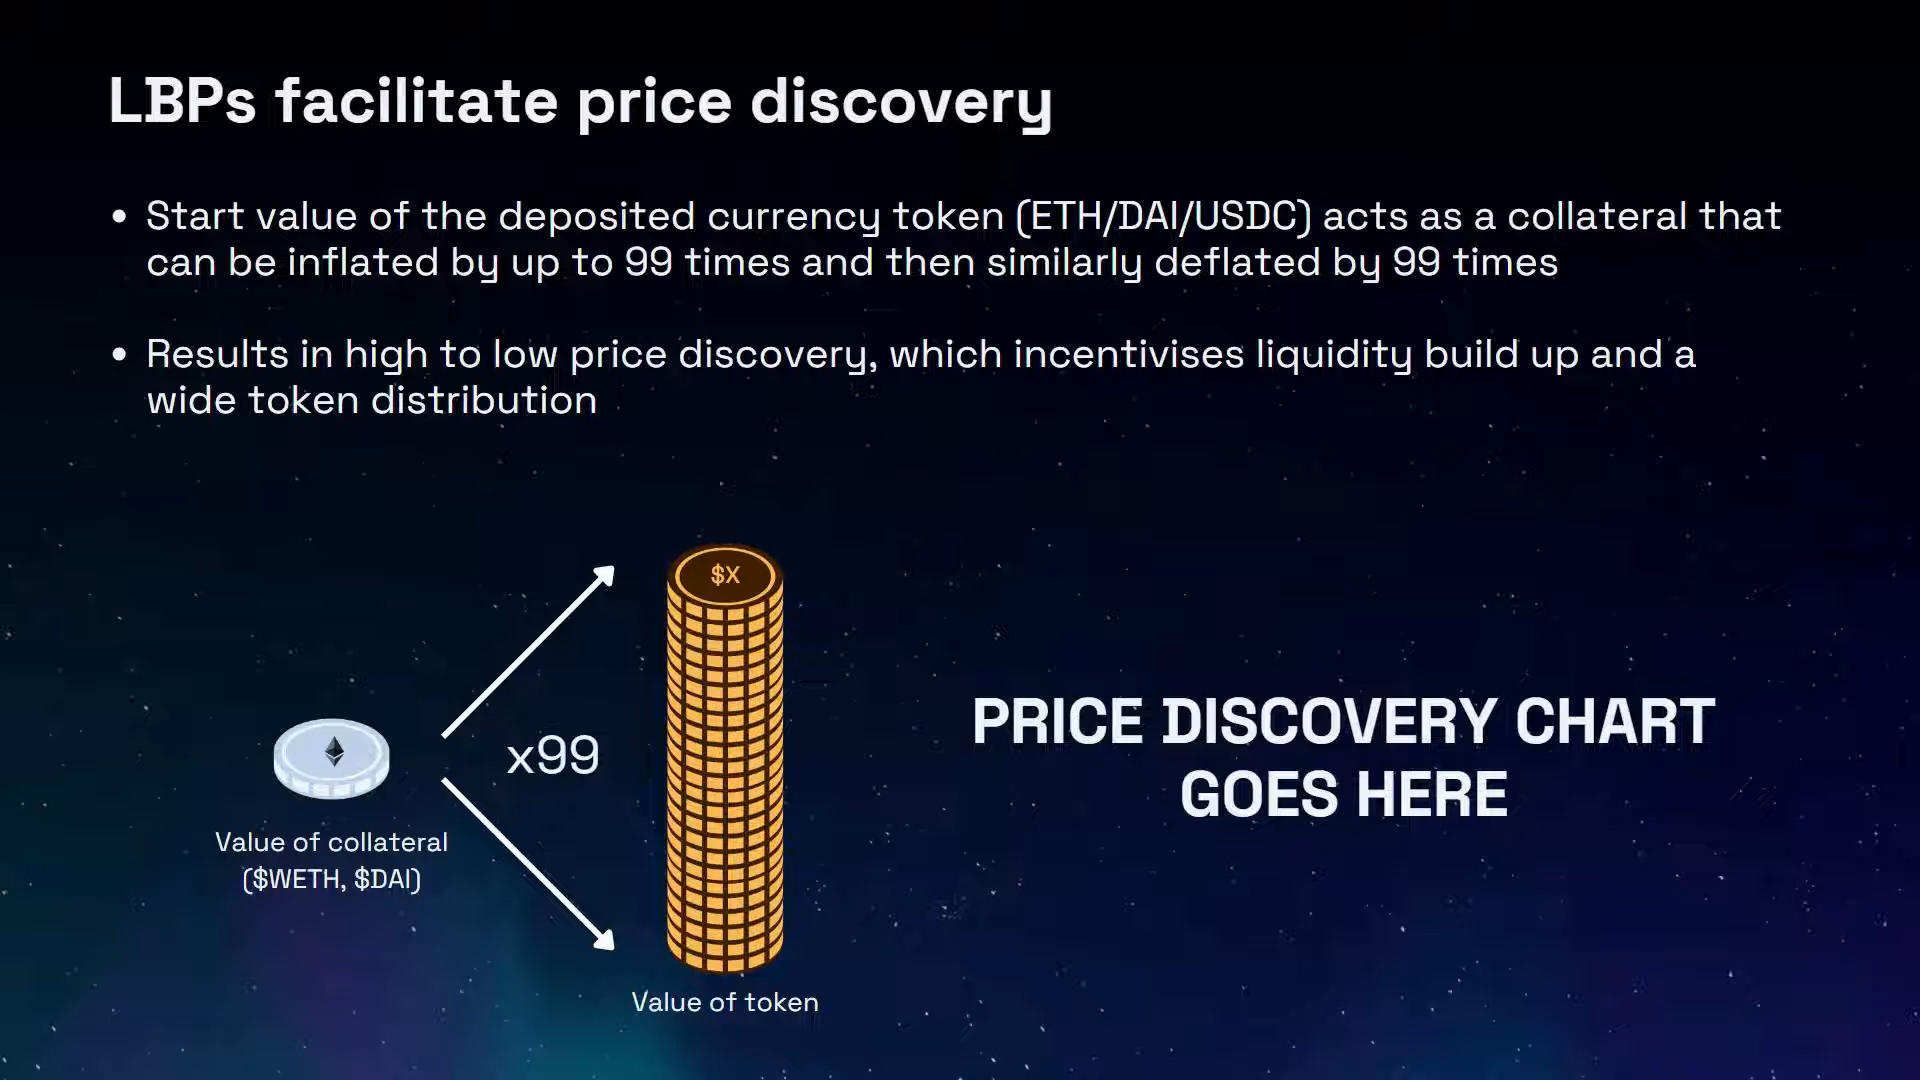 LBPs facilitate price discovery
• Start value of the deposited currency token (ETH/DAI/USDC) acts as a collateral that
can be inflated by up to 99 times and then similarly deflated by 99 times
• Results in high to low price discovery, which incentivises liquidity build up and a
wide token distribution
$X
x99
Value of collateral
($WETH, $DAI)
Value of token
PRICE DISCOVERY CHART
GOES HERE